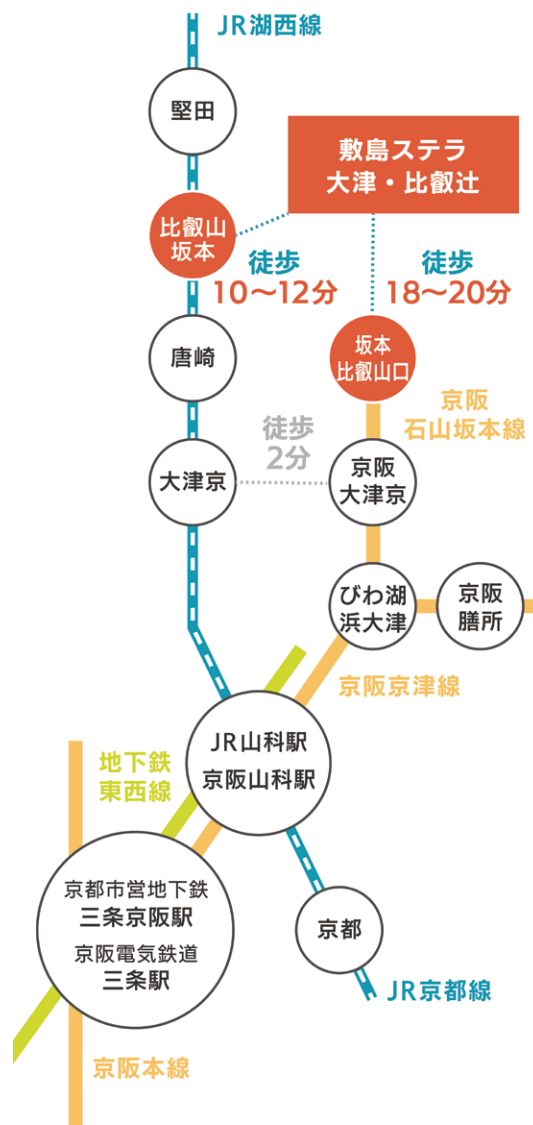 JR湖西線
堅田
敷島ステラ
大津・比叡辻
比叡山
坂本
徒歩
10〜12分
徒歩
18〜20分
唐崎
坂本
比叡山口
京阪
石山坂本線
徒歩
2分
大津京
京阪
大津京
びわ湖
浜大津
京阪
膳所
京阪京津線
JR山科駅
京阪山科駅
地下鉄
東西線
京都市営地下鉄
三条京阪駅
京阪電気鉄道
三条駅
京都
JR京都線
京阪本線